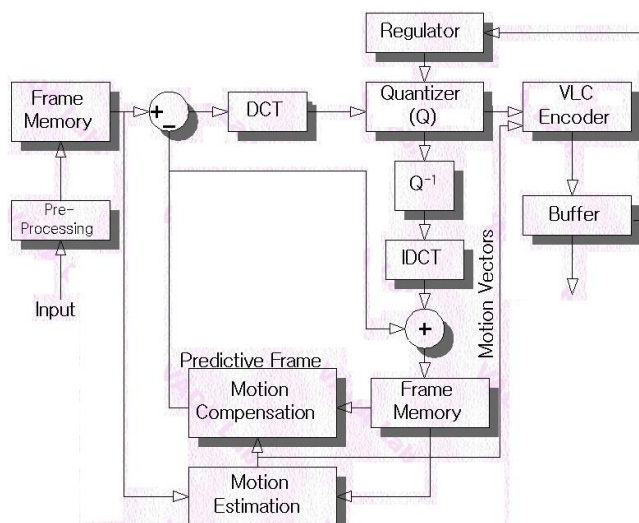 Regulator
Frame
Memory
+
−
DCT
Quantizer
(Q)
VLC
Encoder
Q⁻¹
Pre-
Processing
Buffer
IDCT
Input
+
Motion Vectors
Predictive Frame
Motion
Compensation
Frame
Memory
Motion
Estimation